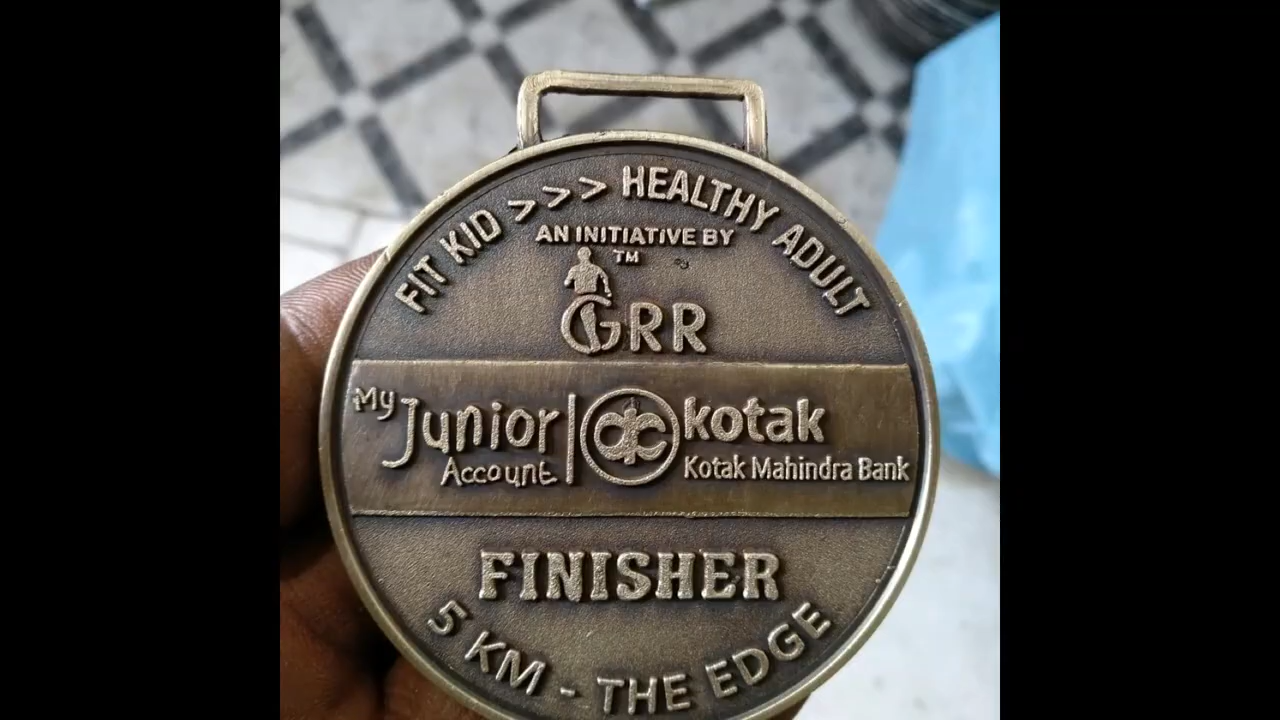 FIT KID >>> HEALTHY ADULT
AN INITIATIVE BY
TM
GRR
My Junior Account
kotak
Kotak Mahindra Bank
FINISHER
5 KM - THE EDGE